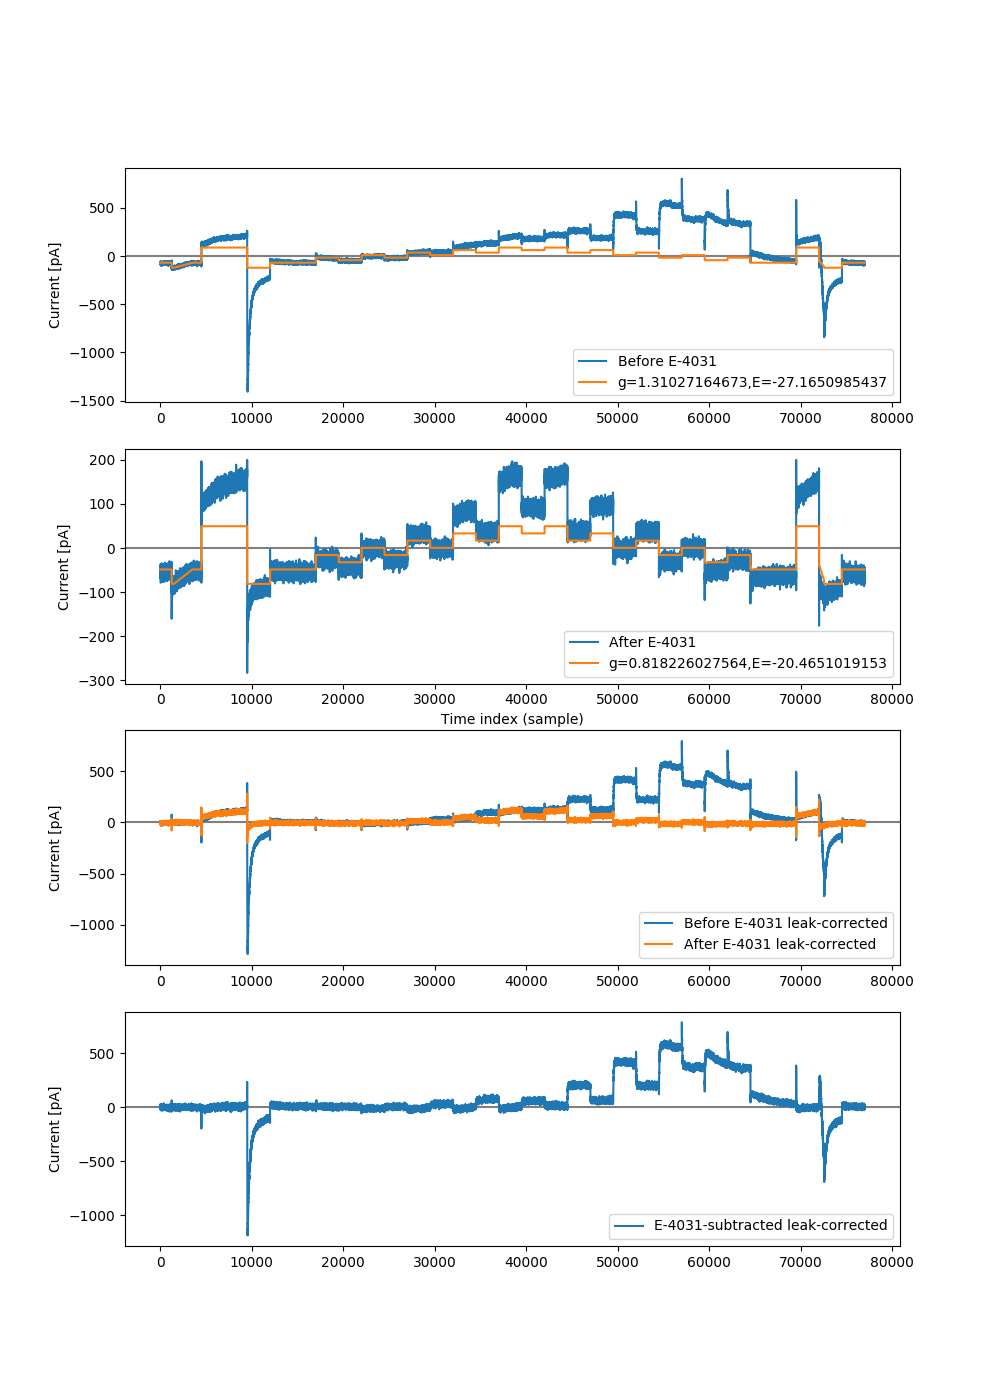 Current [pA]
500
0
−500
−1000
−1500
Before E-4031
g=1.31027164673,E=-27.1650985437
0 10000 20000 30000 40000 50000 60000 70000 80000
Current [pA]
200
100
0
−100
−200
−300
After E-4031
g=0.818226027564,E=-20.4651019153
0 10000 20000 30000 40000 50000 60000 70000 80000
Time index (sample)
Current [pA]
500
0
−500
−1000
Before E-4031 leak-corrected
After E-4031 leak-corrected
0 10000 20000 30000 40000 50000 60000 70000 80000
Current [pA]
500
0
−500
−1000
E-4031-subtracted leak-corrected
0 10000 20000 30000 40000 50000 60000 70000 80000